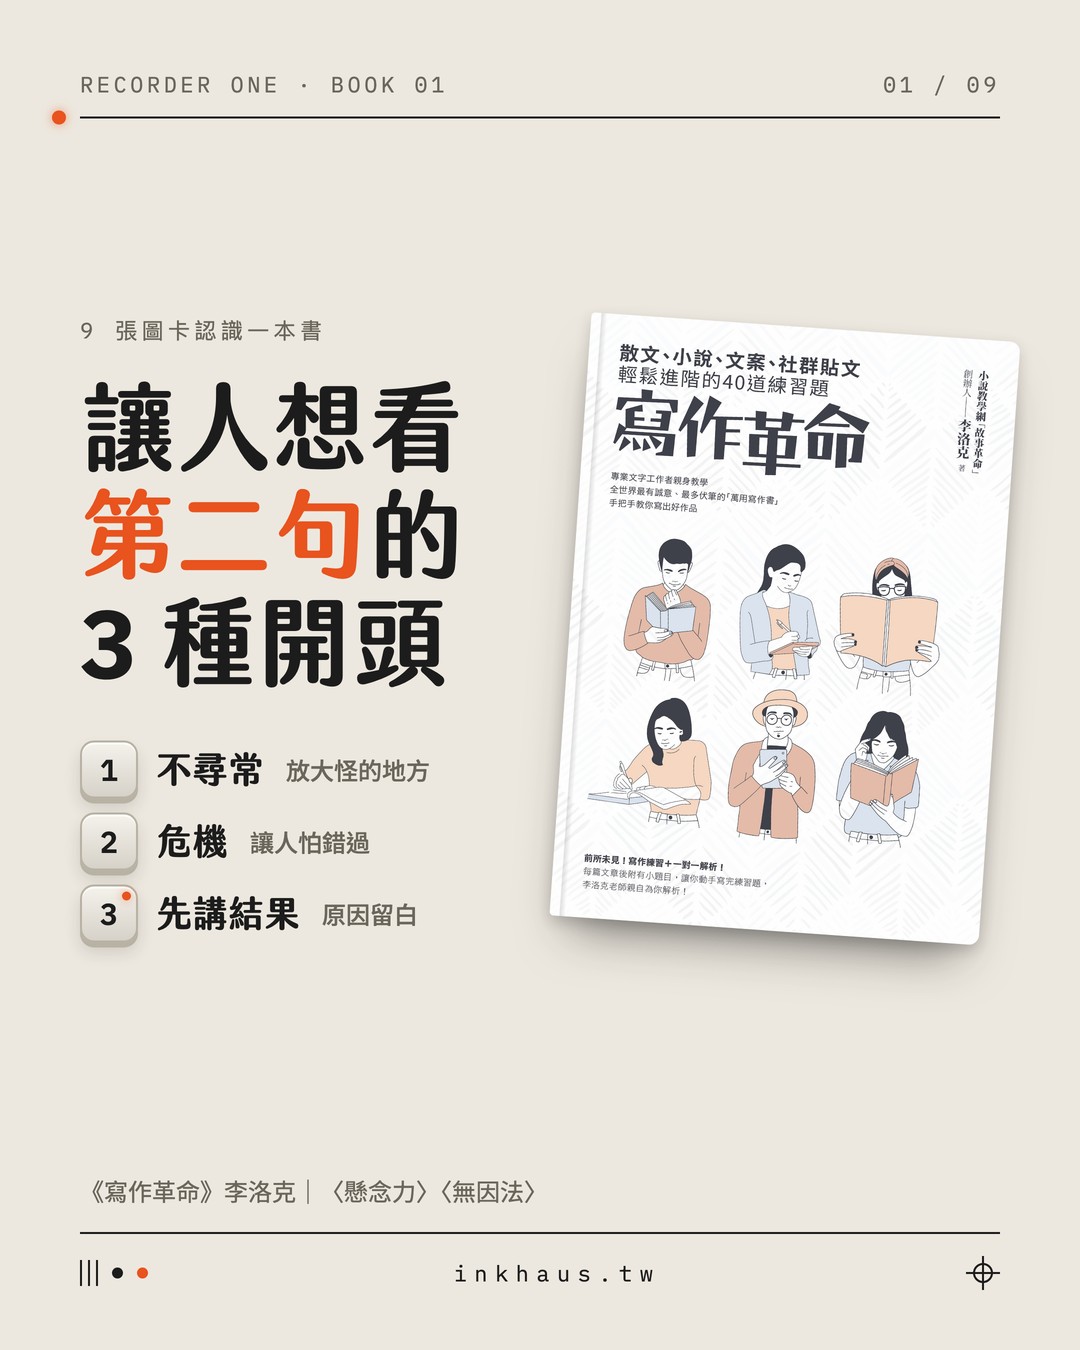 RECORDER ONE · BOOK 01
01 / 09
9 張圖卡認識一本書
讓人想看
第二句的
3 種開頭
1 不尋常 放大怪的地方
2 危機 讓人怕錯過
3 先講結果 原因留白
散文、小說、文案、社群貼文
輕鬆進階的40道練習題
寫作革命
小說教學網「故事革命」
創辦人——李洛克 著
專業文字工作者親身教學
全世界最有誠意、最多伏筆的「萬用寫作書」
手把手教你寫出好作品
前所未見！寫作練習＋一對一解析！
每篇文章後附有小題目，讓你動手寫完練習題，
李洛克老師親自為你解析！
《寫作革命》李洛克｜〈懸念力〉〈無因法〉
inkhaus.tw